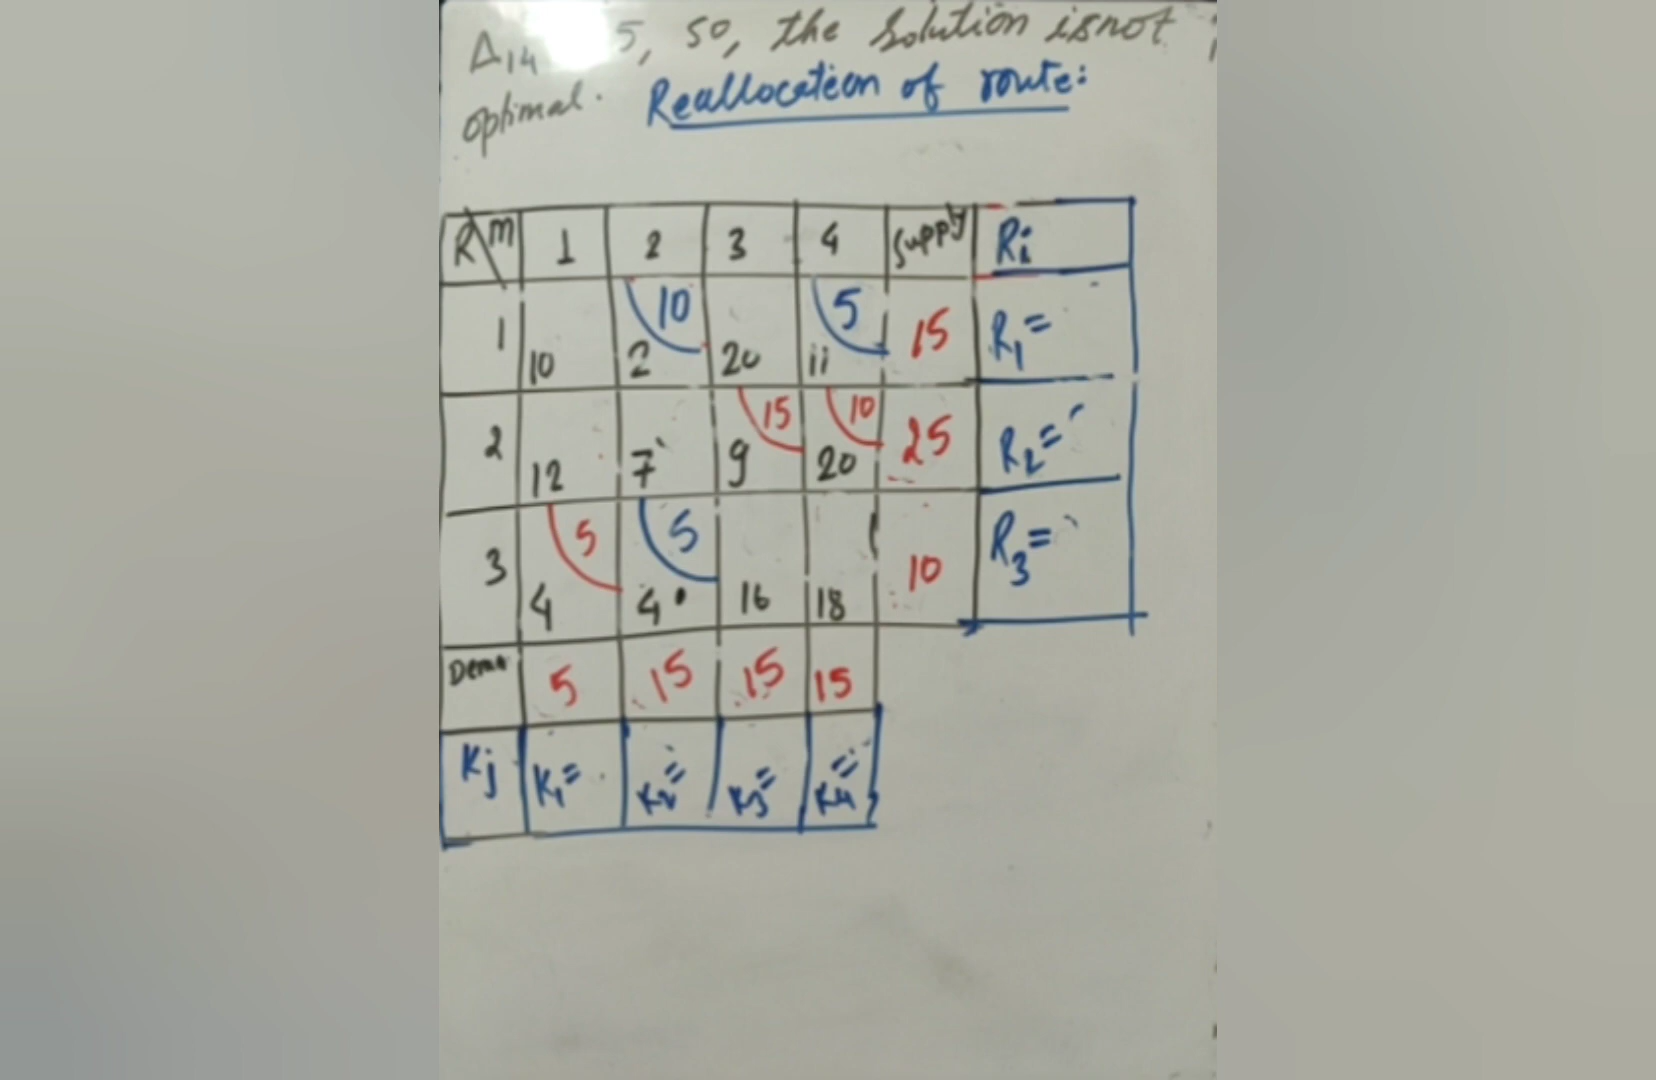 Δ14 5, so, the solution is not
optimal. Reallocation of route:
R m 1 2 3 4 supply Ri
10 5
1 10 2 20 11 15 R1=
15 10
2 12 7 9 20 25 R2=
5 5
3 4 4 16 18 10 R3=
5 15 15 15
Kj K1= K2= K3= K4=